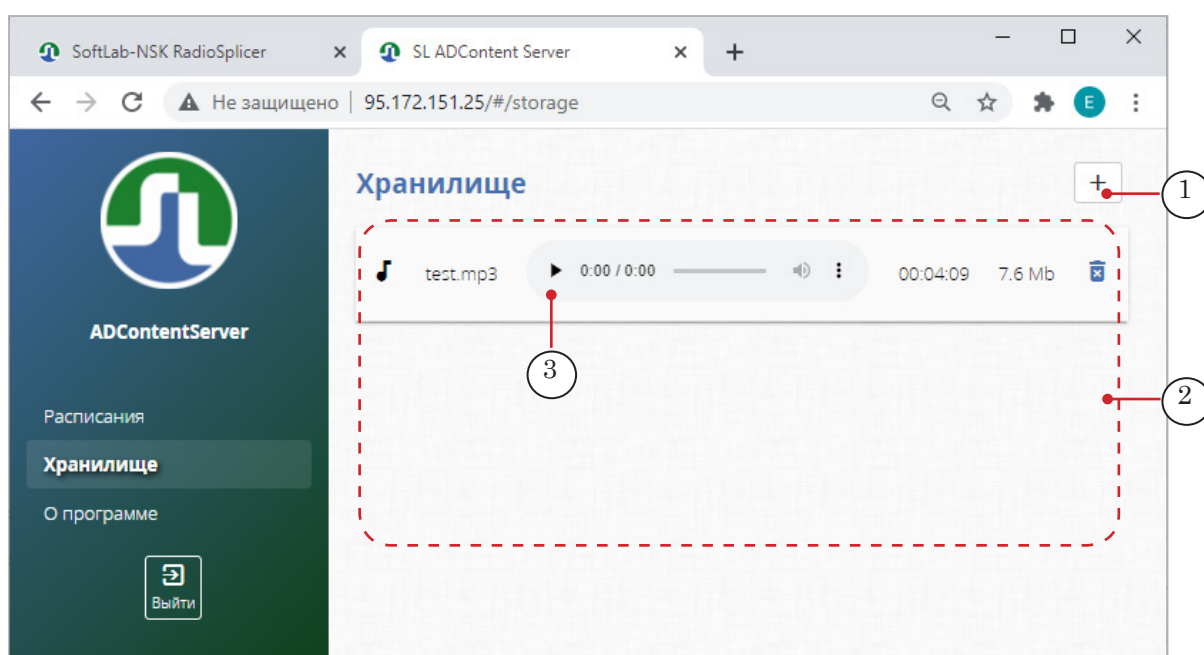 SoftLab-NSK RadioSplicer
SL ADContent Server
Не защищено
95.172.151.25/#/storage
E
Хранилище
1
test.mp3
0:00 / 0:00
00:04:09
7.6 Mb
ADContentServer
3
2
Расписания
Хранилище
О программе
Выйти